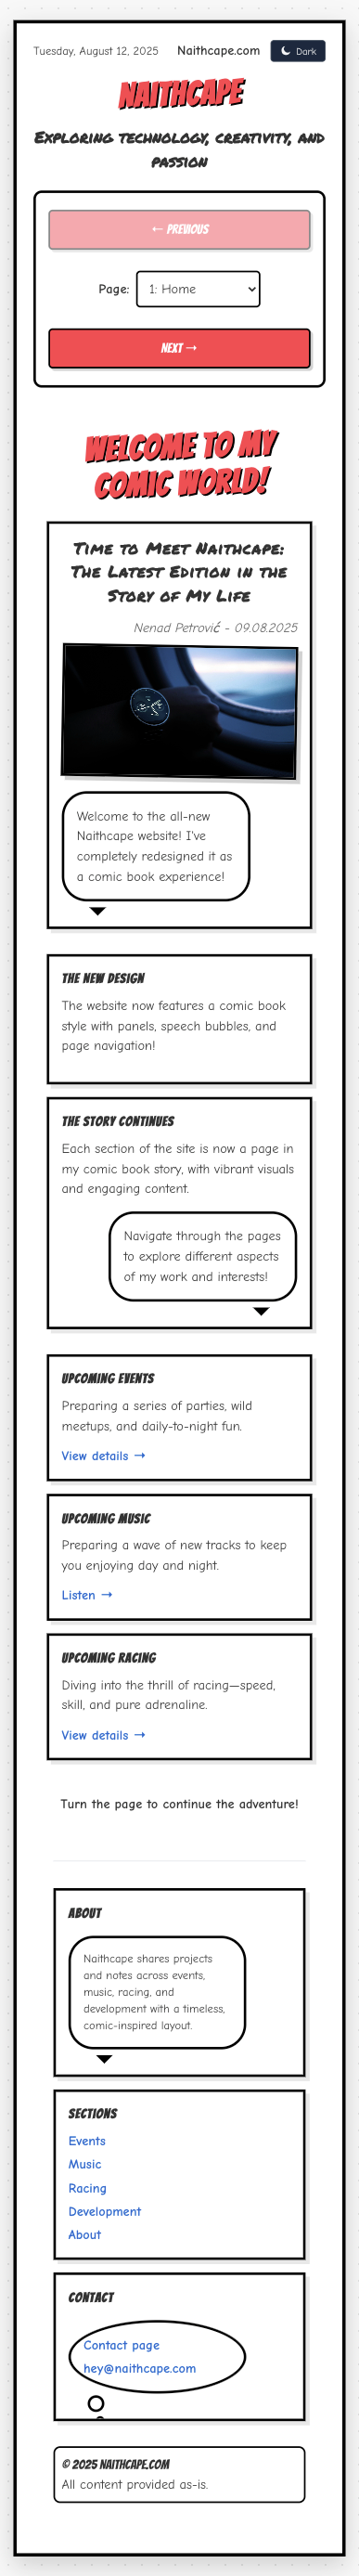 Tuesday, August 12, 2025 Naithcape.com Dark
NAITHCAPE
Exploring technology, creativity, and
passion
← PREVIOUS
Page: 1: Home
NEXT →
WELCOME TO MY
COMIC WORLD!
Time to Meet Naithcape:
The Latest Edition in the
Story of My Life
Nenad Petrović - 09.08.2025
Welcome to the all-new
Naithcape website! I've
completely redesigned it as
a comic book experience!
THE NEW DESIGN
The website now features a comic book
style with panels, speech bubbles, and
page navigation!
THE STORY CONTINUES
Each section of the site is now a page in
my comic book story, with vibrant visuals
and engaging content.
Navigate through the pages
to explore different aspects
of my work and interests!
UPCOMING EVENTS
Preparing a series of parties, wild
meetups, and daily-to-night fun.
View details →
UPCOMING MUSIC
Preparing a wave of new tracks to keep
you enjoying day and night.
Listen →
UPCOMING RACING
Diving into the thrill of racing—speed,
skill, and pure adrenaline.
View details →
Turn the page to continue the adventure!
ABOUT
Naithcape shares projects
and notes across events,
music, racing, and
development with a timeless,
comic-inspired layout.
SECTIONS
Events
Music
Racing
Development
About
CONTACT
Contact page
hey@naithcape.com
© 2025 NAITHCAPE.COM
All content provided as-is.